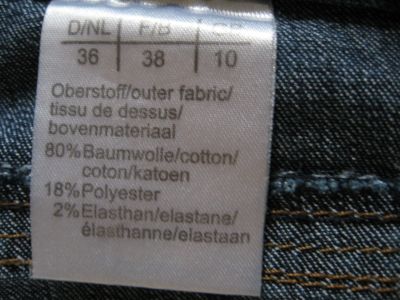 D/NL F/B GB
36 38 10
Oberstoff/outer fabric/
tissu de dessus/
bovenmateriaal
80%Baumwolle/cotton/
coton/katoen
18%Polyester
2%Elasthan/elastane/
élasthanne/elastaan